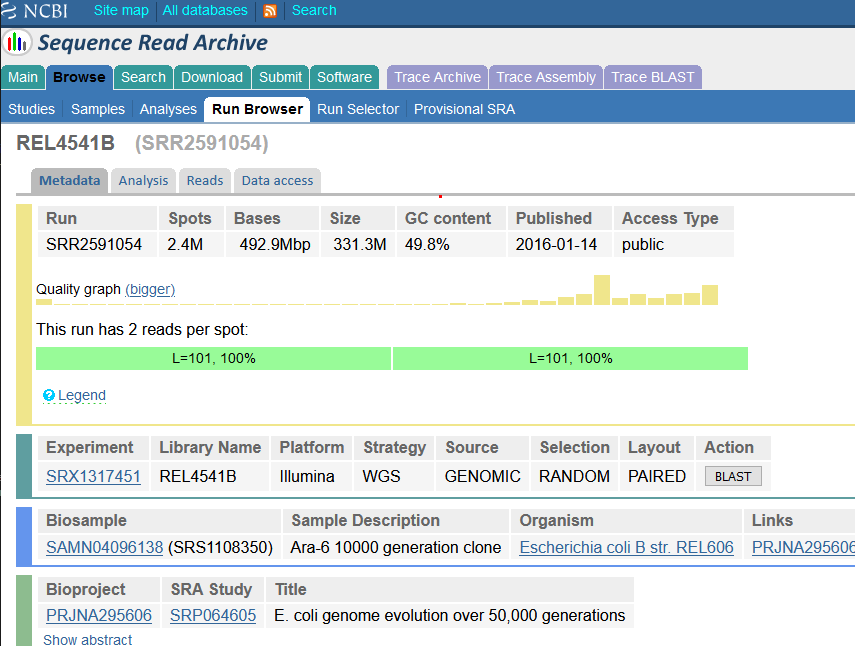 NCBI Site map All databases Search
Sequence Read Archive
Main Browse Search Download Submit Software Trace Archive Trace Assembly Trace BLAST
Studies Samples Analyses Run Browser Run Selector Provisional SRA
REL4541B (SRR2591054)
Metadata Analysis Reads Data access
Run Spots Bases Size GC content Published Access Type
SRR2591054 2.4M 492.9Mbp 331.3M 49.8% 2016-01-14 public
Quality graph (bigger)
This run has 2 reads per spot:
L=101, 100% L=101, 100%
? Legend
Experiment Library Name Platform Strategy Source Selection Layout Action
SRX1317451 REL4541B Illumina WGS GENOMIC RANDOM PAIRED BLAST
Biosample Sample Description Organism Links
SAMN04096138 (SRS1108350) Ara-6 10000 generation clone Escherichia coli B str. REL606 PRJNA295606
Bioproject SRA Study Title
PRJNA295606 SRP064605 E. coli genome evolution over 50,000 generations
Show abstract